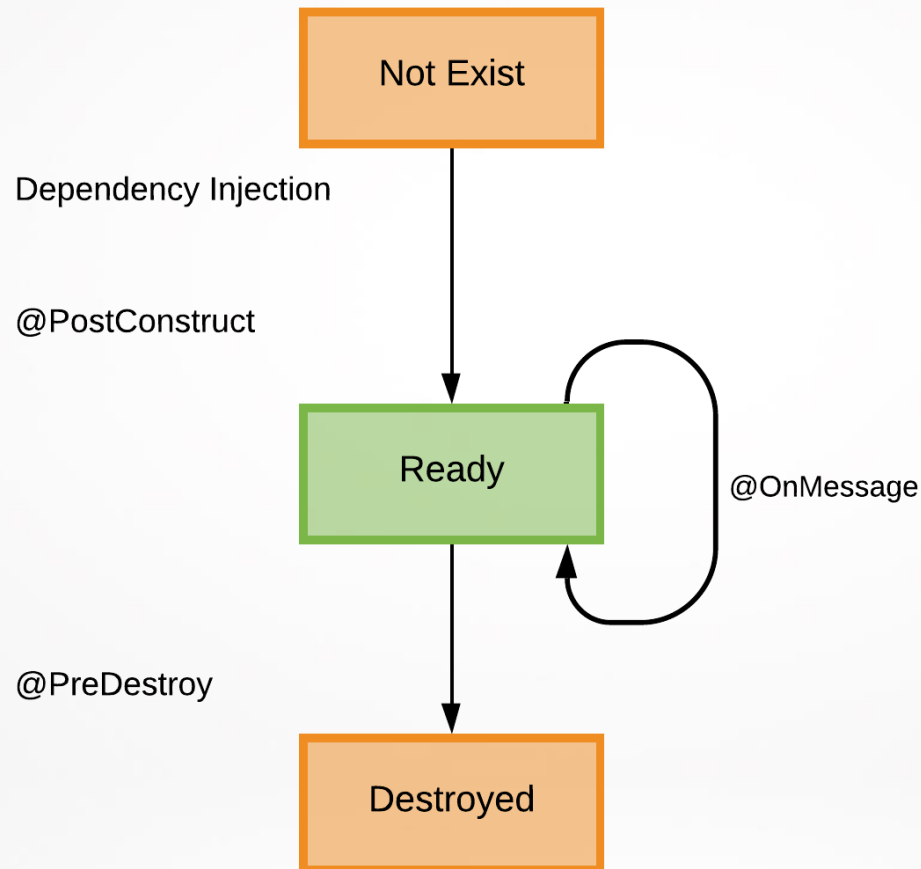 Not Exist
Dependency Injection
@PostConstruct
Ready
@OnMessage
@PreDestroy
Destroyed